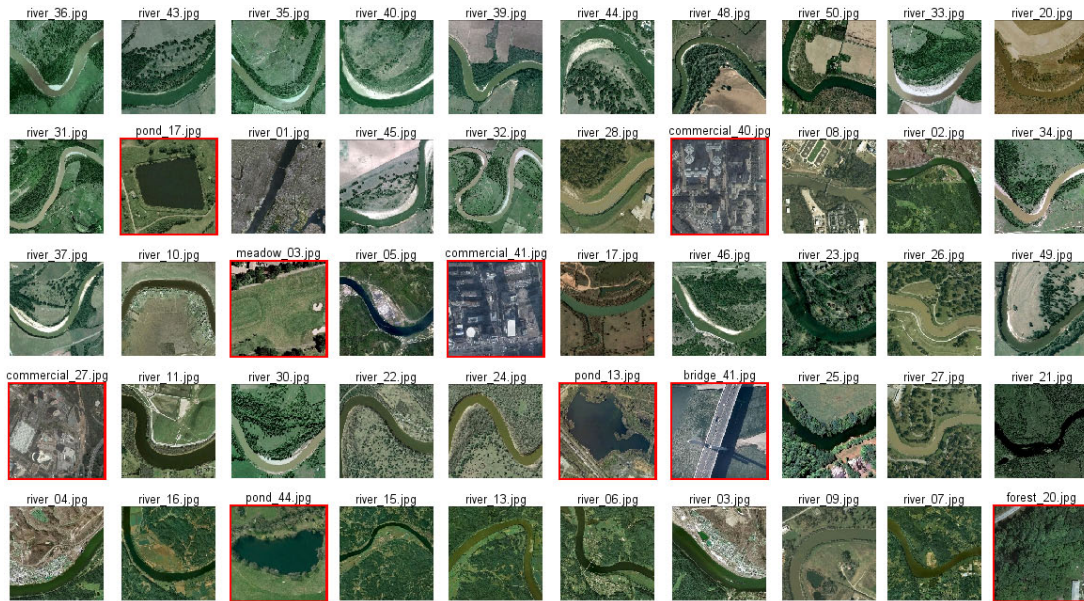 river_36.jpg river_43.jpg river_35.jpg river_40.jpg river_39.jpg river_44.jpg river_48.jpg river_50.jpg river_33.jpg river_20.jpg
river_31.jpg pond_17.jpg river_01.jpg river_45.jpg river_32.jpg river_28.jpg commercial_40.jpg river_08.jpg river_02.jpg river_34.jpg
river_37.jpg river_10.jpg meadow_03.jpg river_05.jpg commercial_41.jpg river_17.jpg river_46.jpg river_23.jpg river_26.jpg river_49.jpg
commercial_27.jpg river_11.jpg river_30.jpg river_22.jpg river_24.jpg pond_13.jpg bridge_41.jpg river_25.jpg river_27.jpg river_21.jpg
river_04.jpg river_16.jpg pond_44.jpg river_15.jpg river_13.jpg river_06.jpg river_03.jpg river_09.jpg river_07.jpg forest_20.jpg